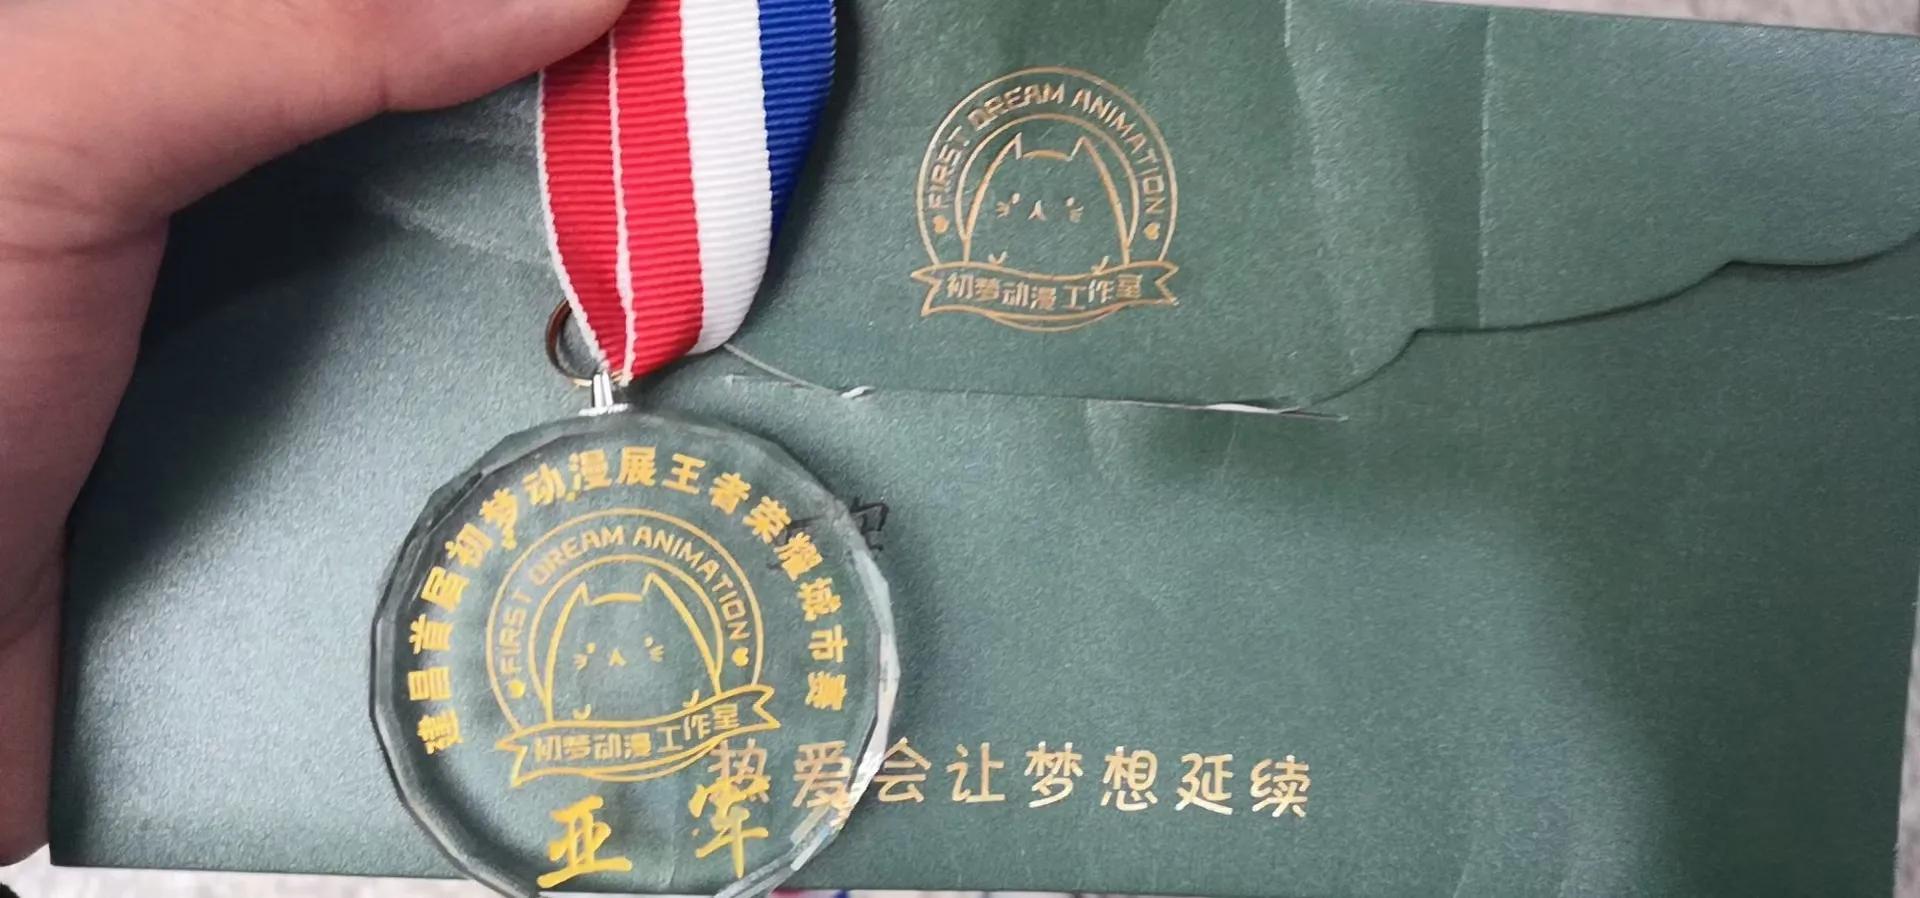 FIRST DREAM ANIMATION
初梦动漫工作室
建昌首届初梦动漫展王者荣耀城市赛
FIRST DREAM ANIMATION
初梦动漫工作室
亚军
热爱会让梦想延续